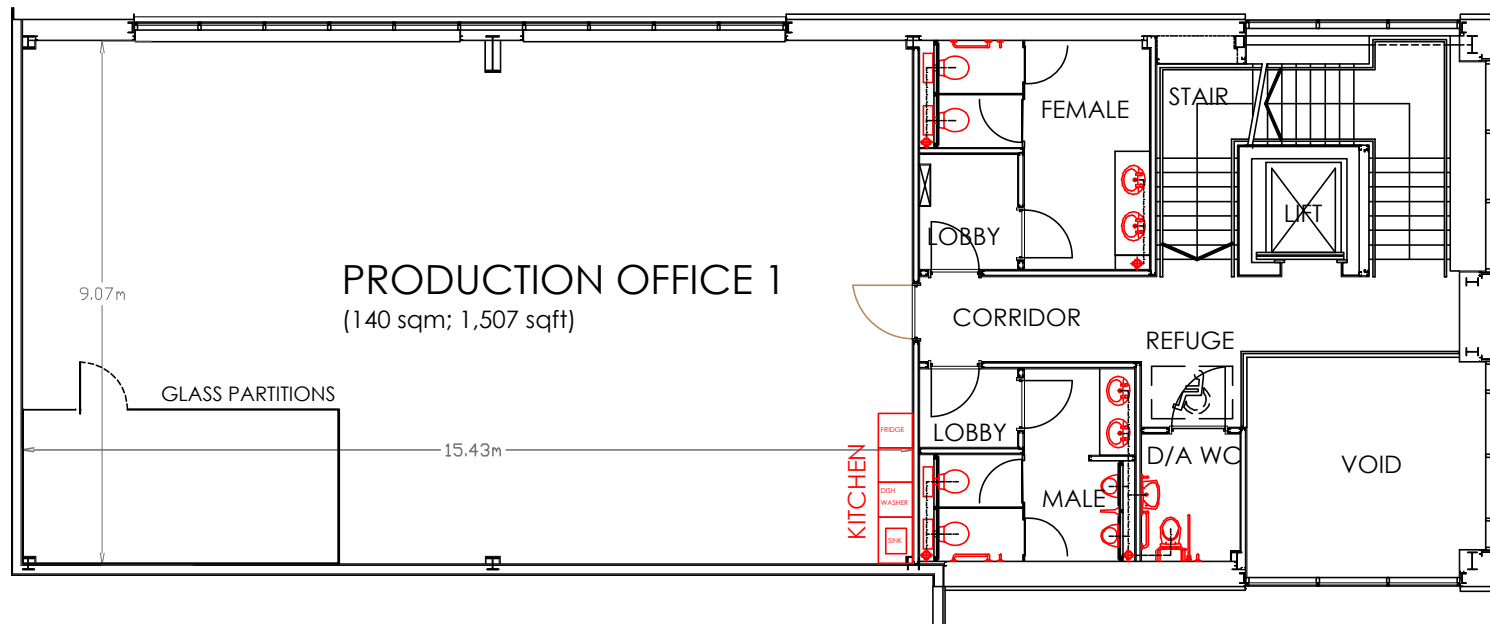 STAIR
FEMALE
LIFT
LOBBY
PRODUCTION OFFICE 1
(140 sqm; 1,507 sqft)
9.07m
CORRIDOR
REFUGE
GLASS PARTITIONS
FRIDGE
LOBBY
15.43m
D/A WC
VOID
KITCHEN
DISH
WASHER
MALE
SINK